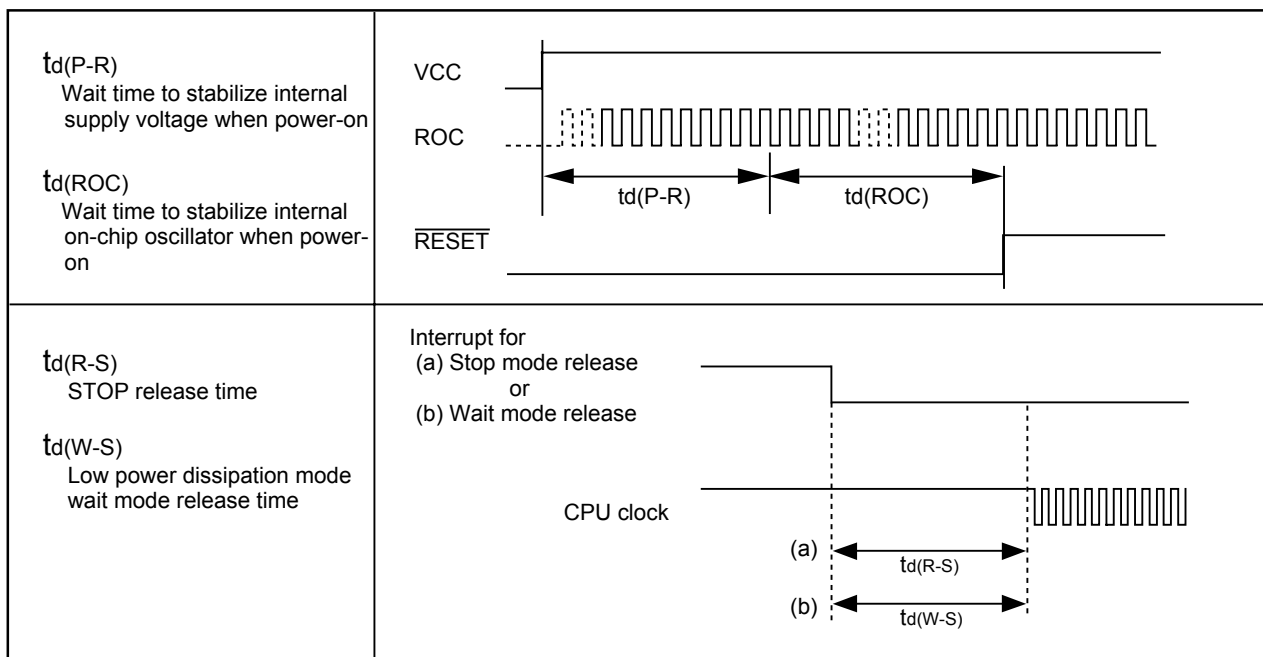 td(P-R)
Wait time to stabilize internal
supply voltage when power-on
td(ROC)
Wait time to stabilize internal
on-chip oscillator when power-
on
VCC
ROC
td(P-R)
td(ROC)
RESET
td(R-S)
STOP release time
td(W-S)
Low power dissipation mode
wait mode release time
Interrupt for
(a) Stop mode release
or
(b) Wait mode release
CPU clock
(a)
td(R-S)
(b)
td(W-S)